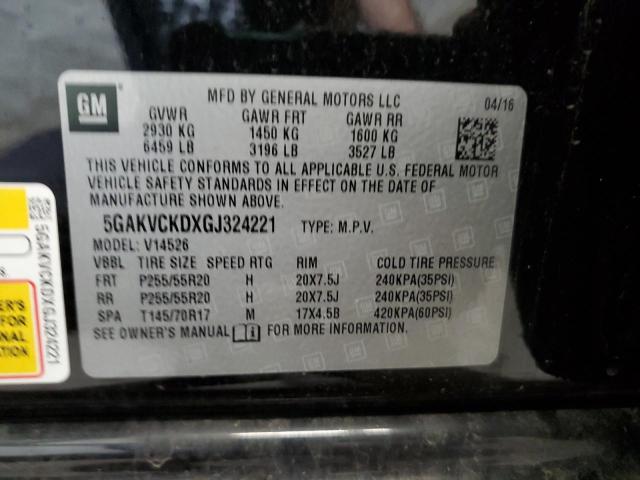 GM
MFD BY GENERAL MOTORS LLC 04/16
GVWR GAWR FRT GAWR RR
2930 KG 1450 KG 1600 KG
6459 LB 3196 LB 3527 LB
THIS VEHICLE CONFORMS TO ALL APPLICABLE U.S. FEDERAL MOTOR
VEHICLE SAFETY STANDARDS IN EFFECT ON THE DATE OF
MANUFACTURE SHOWN ABOVE.
5GAKVCKDXGJ324221 TYPE: M.P.V.
MODEL: V14526
VBBL TIRE SIZE SPEED RTG RIM COLD TIRE PRESSURE
FRT P255/55R20 H 20X7.5J 240KPA(35PSI)
RR P255/55R20 H 20X7.5J 240KPA(35PSI)
SPA T145/70R17 M 17X4.5B 420KPA(60PSI)
SEE OWNER'S MANUAL FOR MORE INFORMATION.
5GAKVCKDXGJ324221